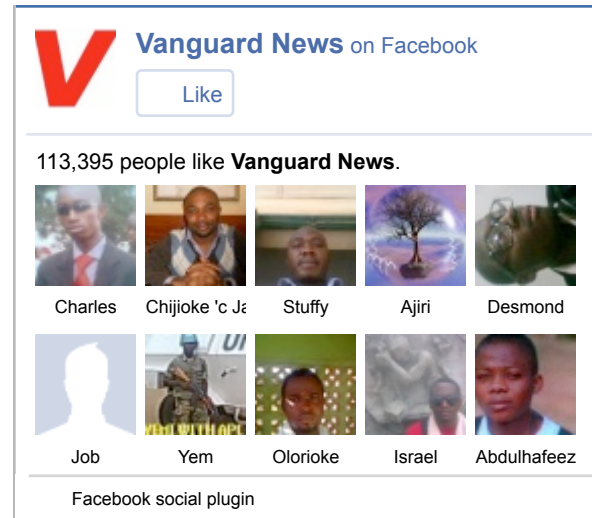 Vanguard News on Facebook
Like
113,395 people like Vanguard News.
Charles Chijioke 'c Ja Stuffy Ajiri Desmond
Job Yem Olorioke Israel Abdulhafeez
Facebook social plugin